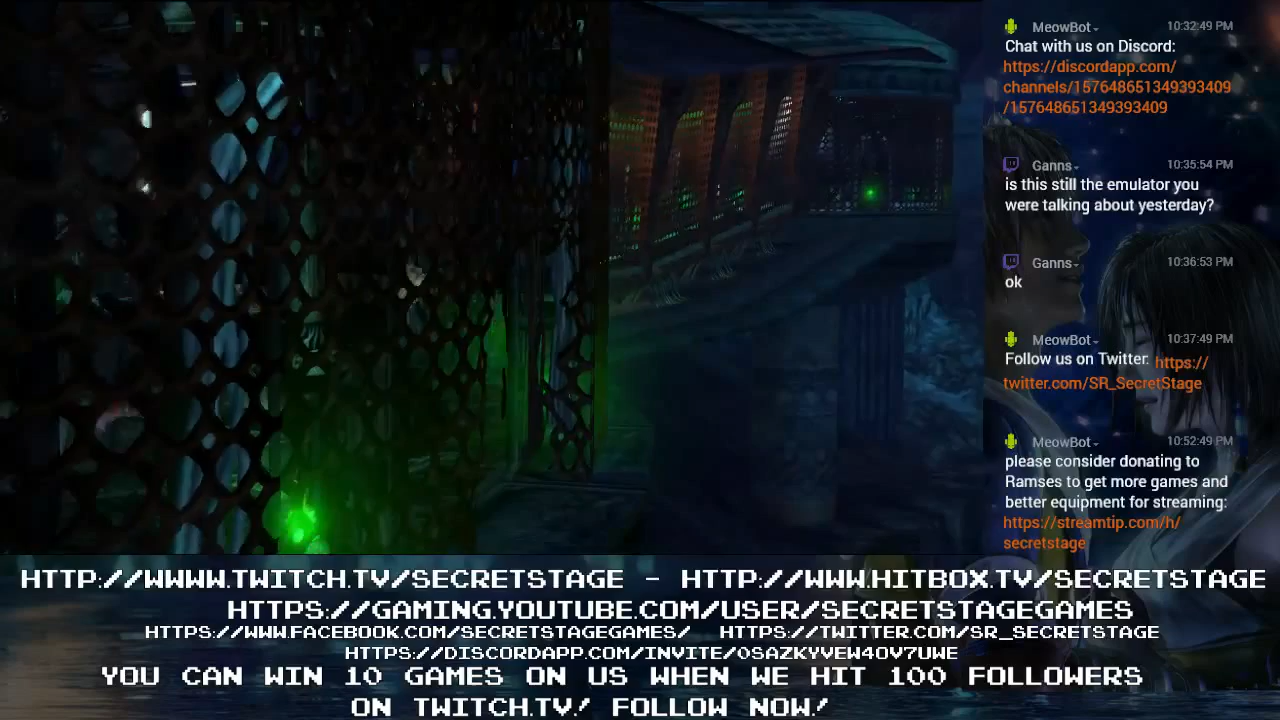 MeowBot 10:32:49 PM
Chat with us on Discord:
https://discordapp.com/
channels/157648651349393409
/157648651349393409
Ganns 10:35:54 PM
is this still the emulator you
were talking about yesterday?
Ganns 10:36:53 PM
ok
MeowBot 10:37:49 PM
Follow us on Twitter: https://
twitter.com/SR_SecretStage
MeowBot 10:52:49 PM
please consider donating to
Ramses to get more games and
better equipment for streaming:
https://streamtip.com/h/
secretstage
HTTP://WWWW.TWITCH.TV/SECRETSTAGE - HTTP://WWW.HITBOX.TV/SECRETSTAGE
HTTPS://GAMING.YOUTUBE.COM/USER/SECRETSTAGEGAMES
HTTPS://WWW.FACEBOOK.COM/SECRETSTAGEGAMES/ HTTPS://TWITTER.COM/SR_SECRETSTAGE
HTTPS://DISCORDAPP.COM/INVITE/0SAZKYVEW4OV7UWE
YOU CAN WIN 10 GAMES ON US WHEN WE HIT 100 FOLLOWERS
ON TWITCH.TV! FOLLOW NOW!